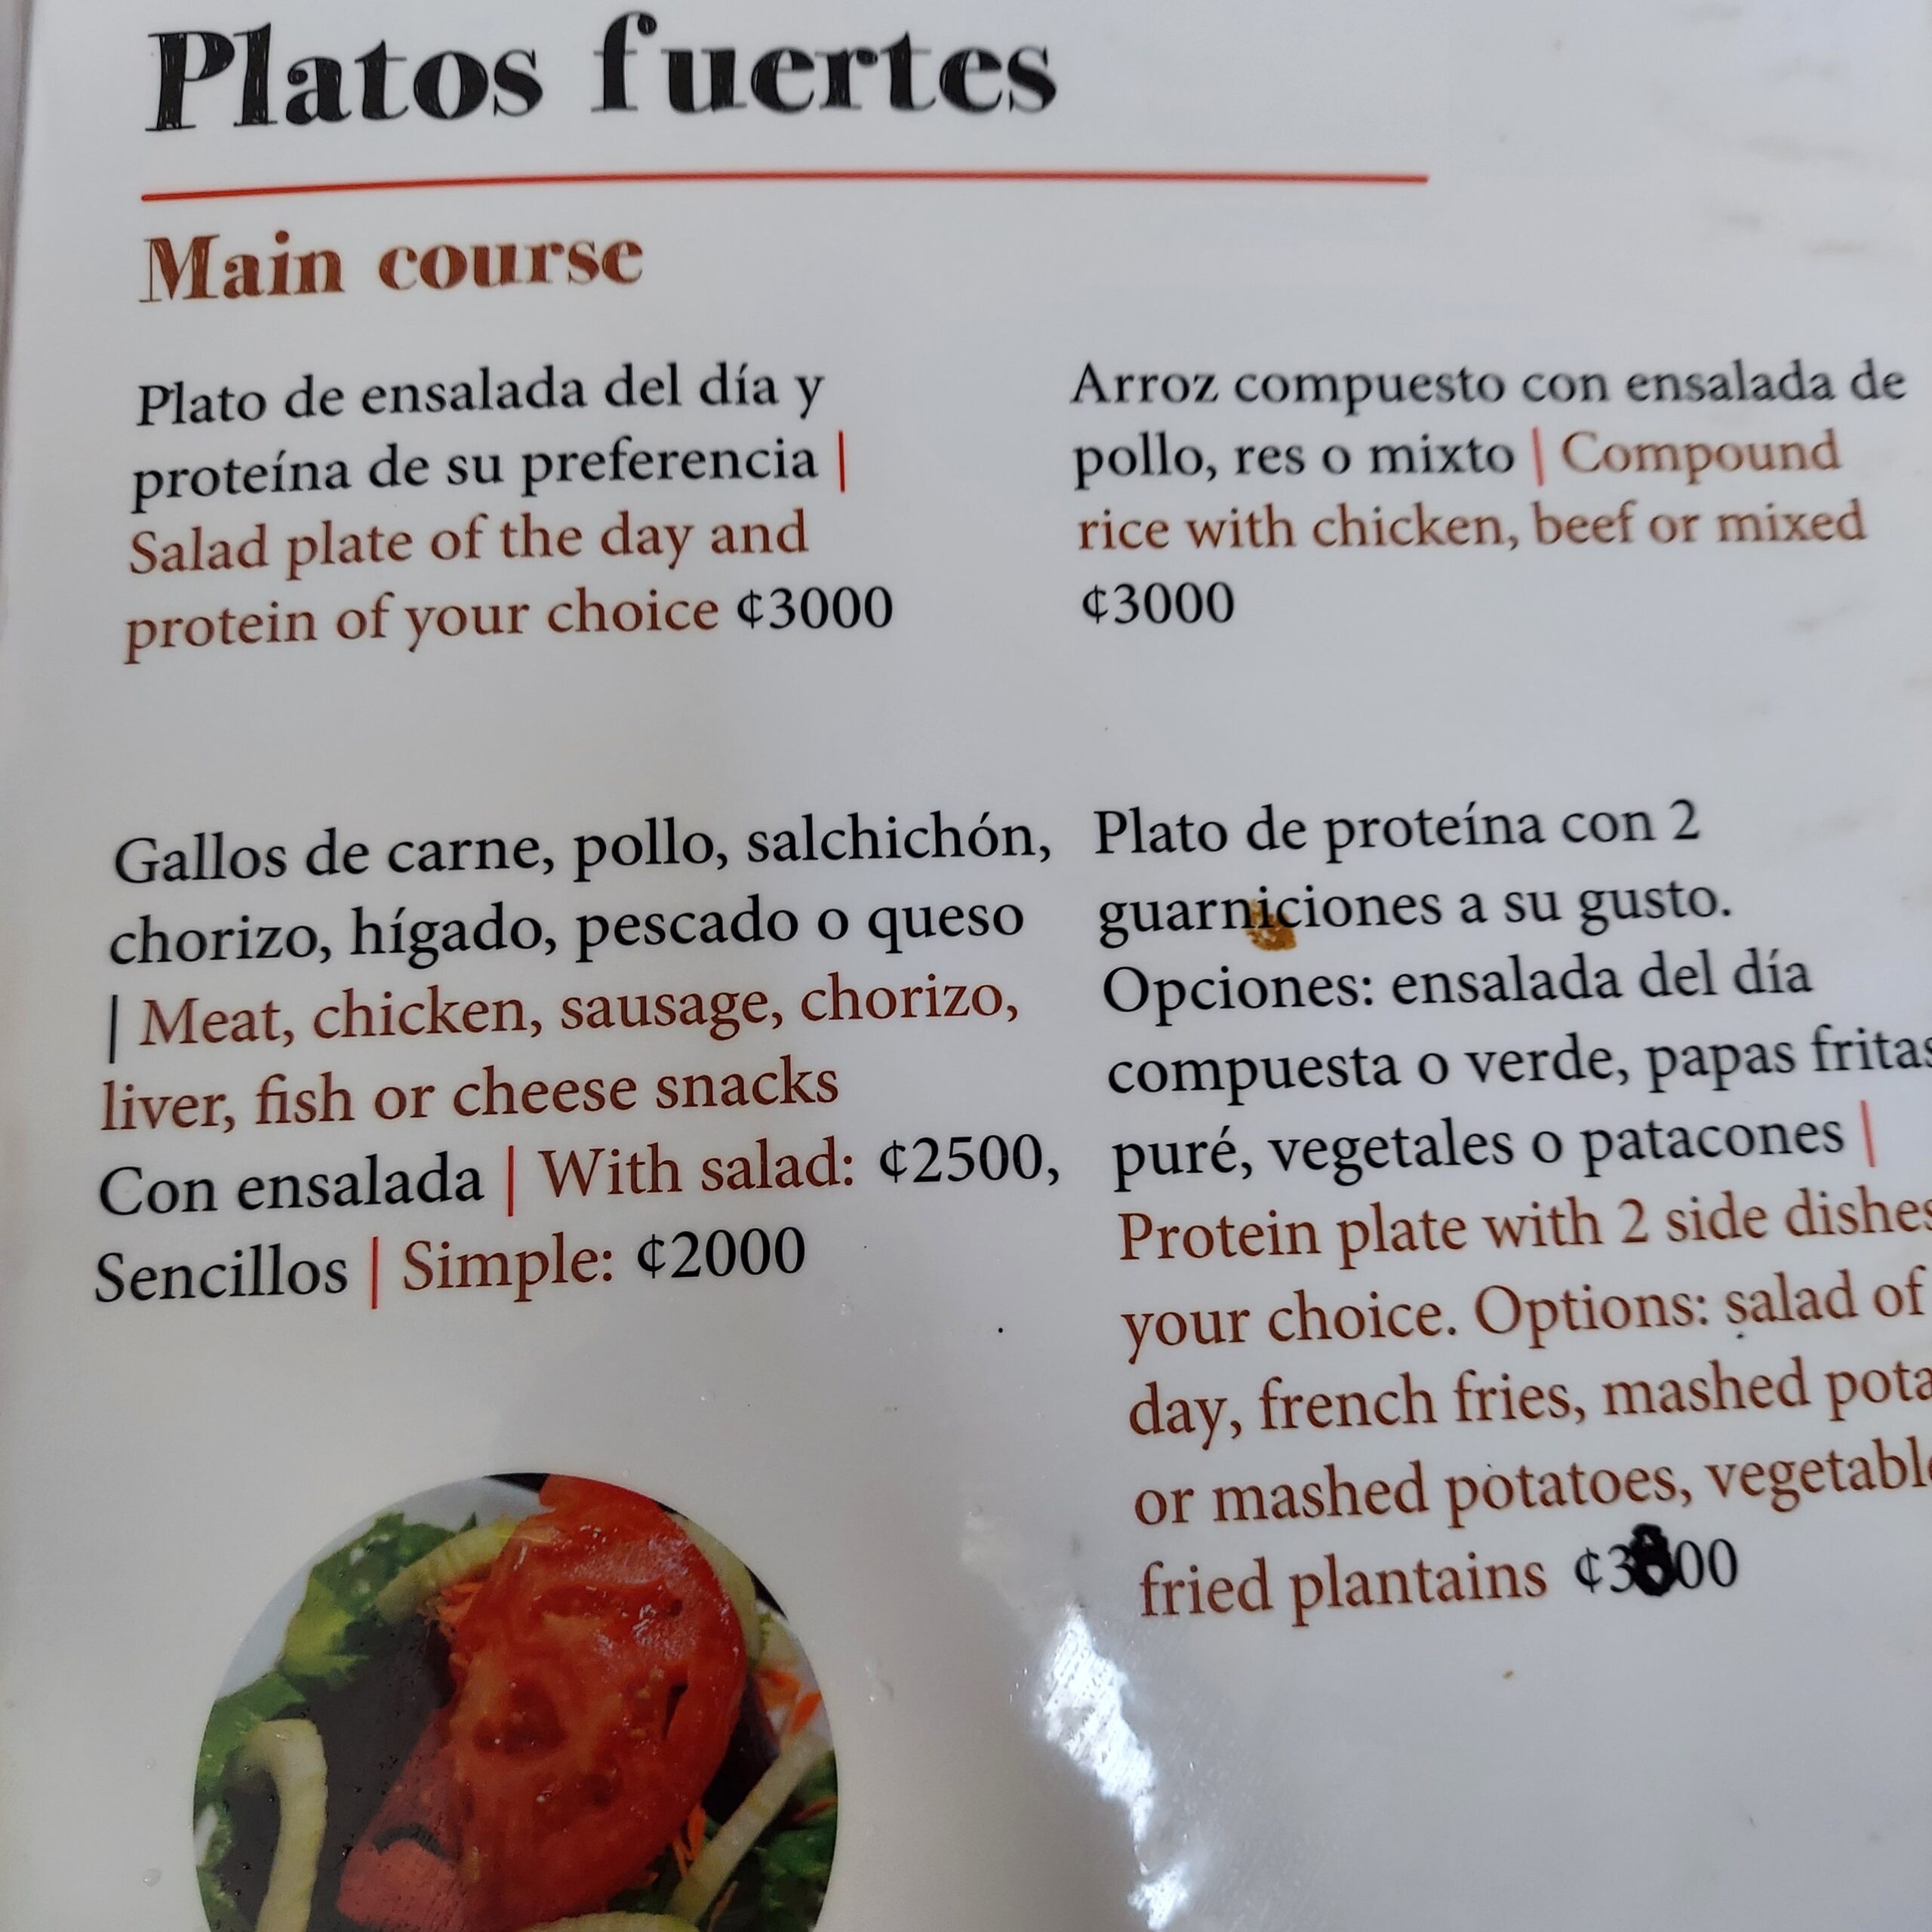 Platos fuertes
Main course
Plato de ensalada del día y
proteína de su preferencia |
Salad plate of the day and
protein of your choice ¢3000
Arroz compuesto con ensalada de
pollo, res o mixto | Compound
rice with chicken, beef or mixed
¢3000
Gallos de carne, pollo, salchichón,
chorizo, hígado, pescado o queso
| Meat, chicken, sausage, chorizo,
liver, fish or cheese snacks
Con ensalada | With salad: ¢2500,
Sencillos | Simple: ¢2000
Plato de proteína con 2
guarniciones a su gusto.
Opciones: ensalada del día
compuesta o verde, papas fritas
puré, vegetales o patacones |
Protein plate with 2 side dishes
your choice. Options: salad of
day, french fries, mashed
or mashed potatoes,
fried plantains